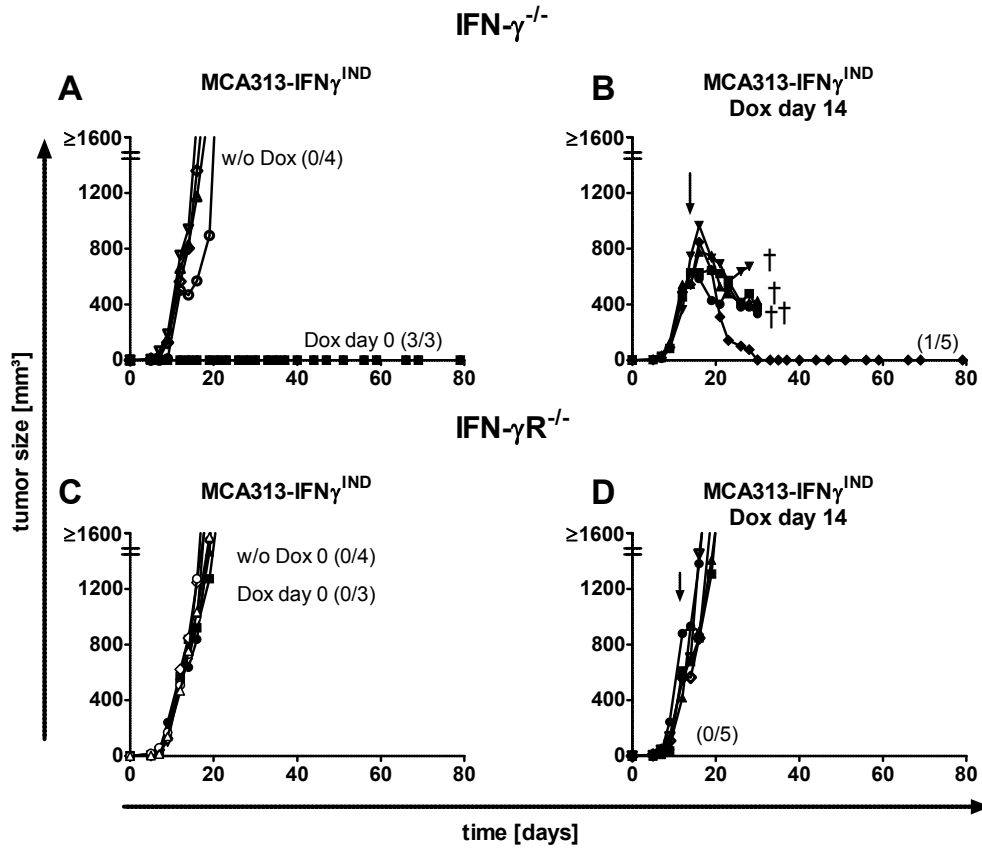 IFN-γ-/-
A
MCA313-IFNγIND
≥1600
1200
800
400
0
0 20 40 60 80
w/o Dox (0/4)
Dox day 0 (3/3)
B
MCA313-IFNγIND
Dox day 14
≥1600
1200
800
400
0
0 20 40 60 80
†
†
††
(1/5)
IFN-γR-/-
C
MCA313-IFNγIND
≥1600
1200
800
400
0
0 20 40 60 80
w/o Dox 0 (0/4)
Dox day 0 (0/3)
D
MCA313-IFNγIND
Dox day 14
≥1600
1200
800
400
0
0 20 40 60 80
(0/5)
tumor size [mm³]
time [days]